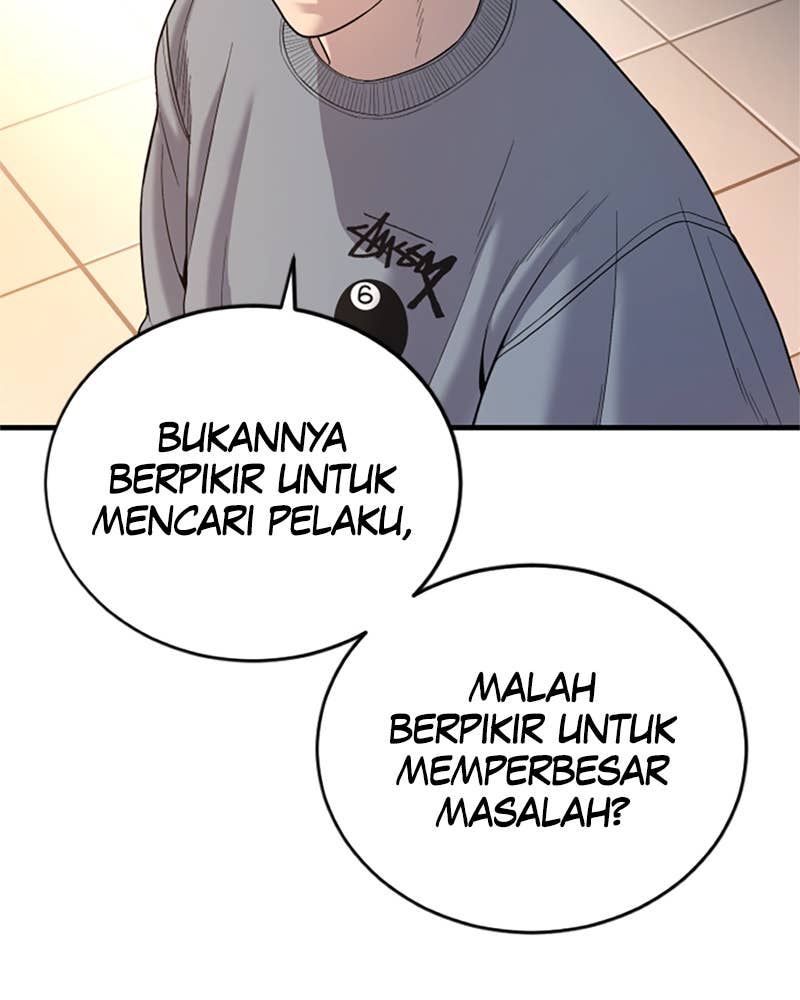 6
BUKANNYA
BERPIKIR UNTUK
MENCARI PELAKU,
MALAH
BERPIKIR UNTUK
MEMPERBESAR
MASALAH?